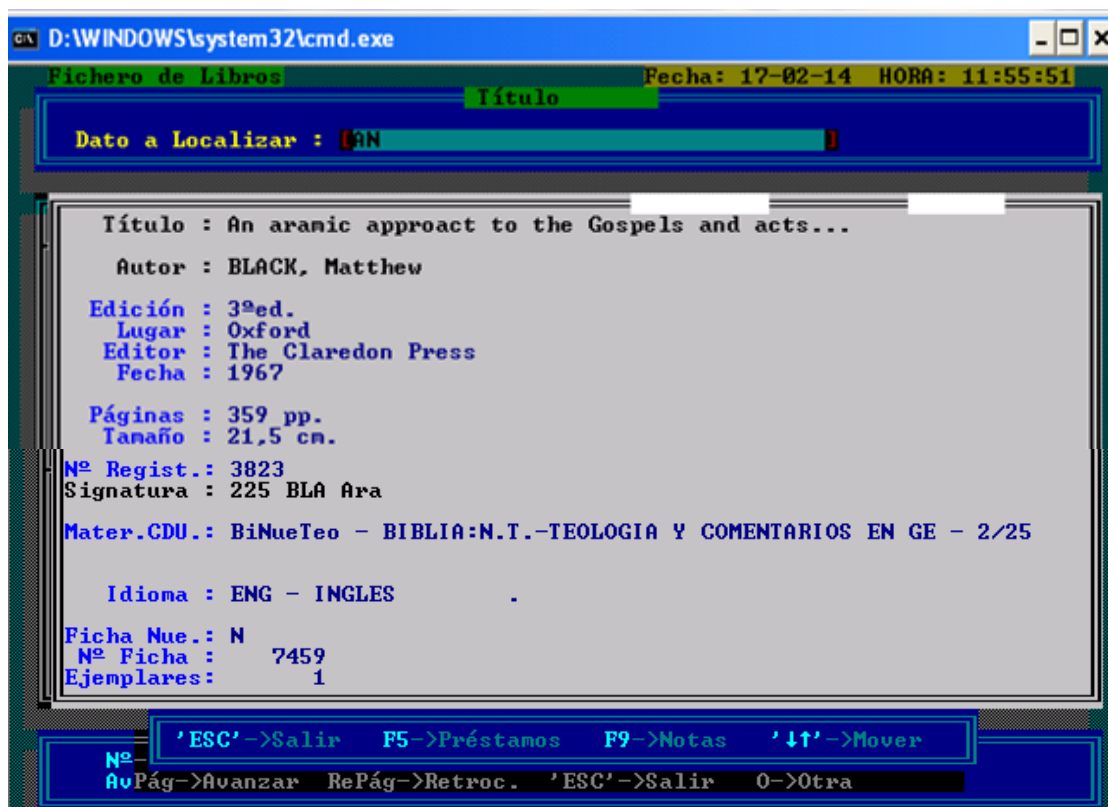 D:\WINDOWS\system32\cmd.exe
Fichero de Libros Fecha: 17-02-14 HORA: 11:55:51
Título
Dato a Localizar : [AN ]
Título : An aramic approact to the Gospels and acts...
Autor : BLACK, Matthew
Edición : 3ªed.
Lugar : Oxford
Editor : The Claredon Press
Fecha : 1967
Páginas : 359 pp.
Tamaño : 21,5 cm.
Nº Regist.: 3823
Signatura : 225 BLA Ara
Mater.CDU.: BiNueTeo - BIBLIA:N.T.-TEOLOGIA Y COMENTARIOS EN GE - 2/25
Idioma : ENG - INGLES .
Ficha Nue.: N
Nº Ficha : 7459
Ejemplares: 1
'ESC'->Salir F5->Préstamos F9->Notas '↓↑'->Mover
Nº-
AvPág->Avanzar RePág->Retroc. 'ESC'->Salir O->Otra